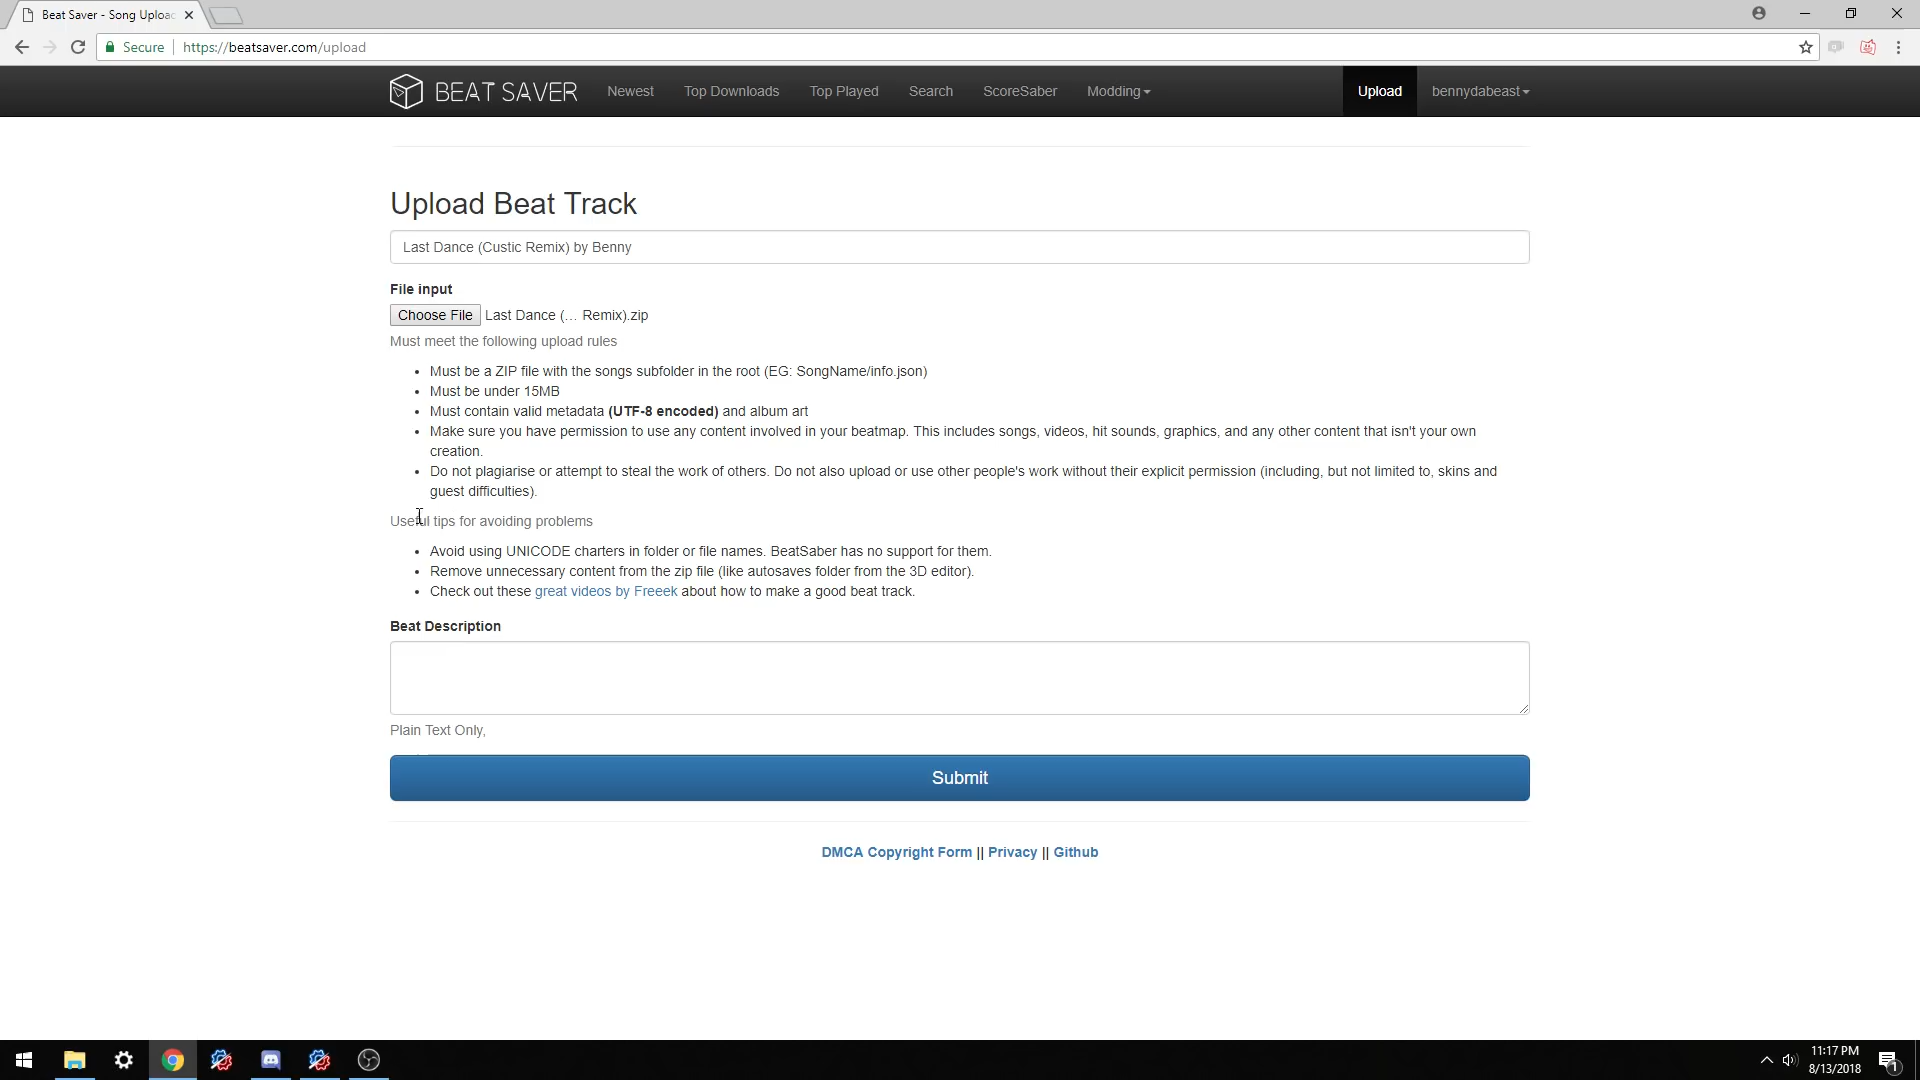 Beat Saver - Song Uploa
Secure https://beatsaver.com/upload
BEAT SAVER Newest Top Downloads Top Played Search ScoreSaber Modding Upload bennydabeast
Upload Beat Track
Last Dance (Custic Remix) by Benny
File input
Choose File Last Dance (... Remix).zip
Must meet the following upload rules
• Must be a ZIP file with the songs subfolder in the root (EG: SongName/info.json)
• Must be under 15MB
• Must contain valid metadata (UTF-8 encoded) and album art
• Make sure you have permission to use any content involved in your beatmap. This includes songs, videos, hit sounds, graphics, and any other content that isn't your own
creation.
• Do not plagiarise or attempt to steal the work of others. Do not also upload or use other people's work without their explicit permission (including, but not limited to, skins and
guest difficulties).
Useful tips for avoiding problems
• Avoid using UNICODE charters in folder or file names. BeatSaber has no support for them.
• Remove unnecessary content from the zip file (like autosaves folder from the 3D editor).
• Check out these great videos by Freeek about how to make a good beat track.
Beat Description
Plain Text Only,
Submit
DMCA Copyright Form || Privacy || Github
11:17 PM
8/13/2018
1